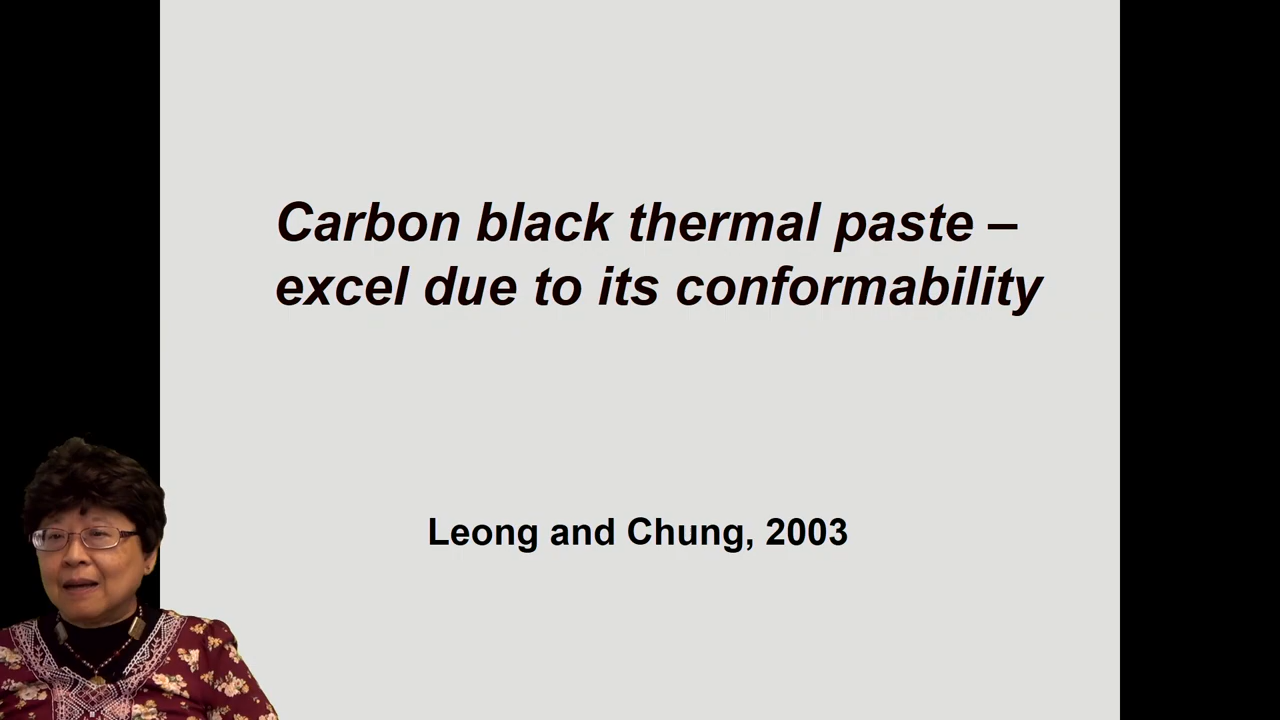 Carbon black thermal paste –
excel due to its conformability
Leong and Chung, 2003